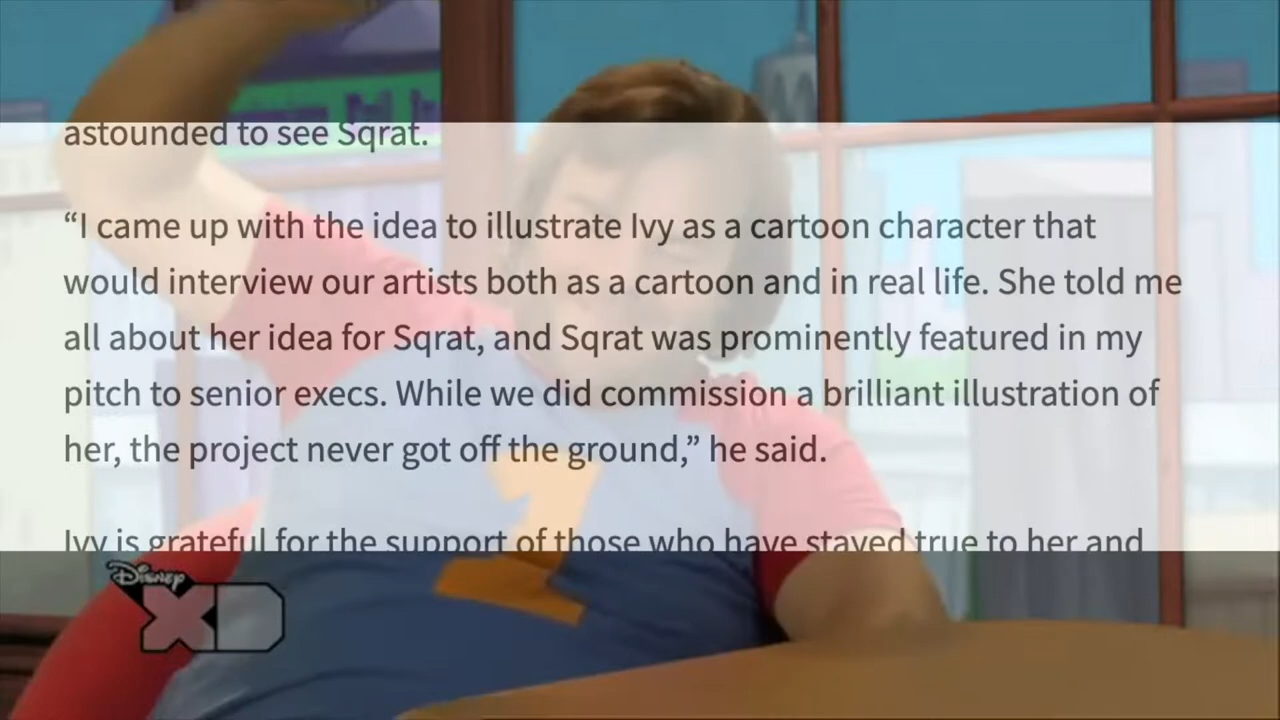 astounded to see Sqrat.
“I came up with the idea to illustrate Ivy as a cartoon character that
would interview our artists both as a cartoon and in real life. She told me
all about her idea for Sqrat, and Sqrat was prominently featured in my
pitch to senior execs. While we did commission a brilliant illustration of
her, the project never got off the ground,” he said.
Ivy is grateful for the support of those who have stayed true to her and
Disney
XD
1